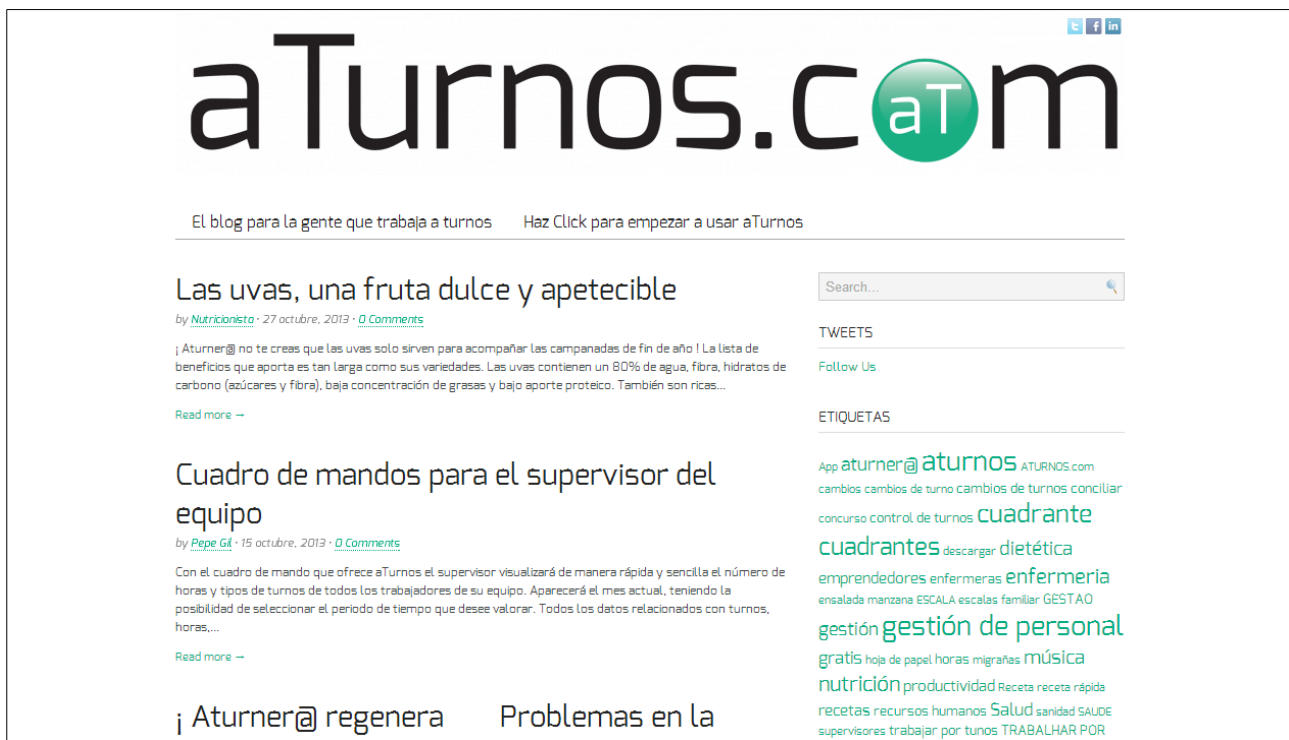 aTurnos.com
aT
El blog para la gente que trabaja a turnos
Haz Click para empezar a usar aTurnos
Las uvas, una fruta dulce y apetecible
by Nutricionista · 27 octubre, 2013 · 0 Comments
¡ Aturner@ no te creas que las uvas solo sirven para acompañar las campanadas de fin de año ! La lista de
beneficios que aporta es tan larga como sus variedades. Las uvas contienen un 80% de agua, fibra, hidratos de
carbono (azúcares y fibra), baja concentración de grasas y bajo aporte proteico. También son ricas...
Read more →
Cuadro de mandos para el supervisor del
equipo
by Pepe Gil · 15 octubre, 2013 · 0 Comments
Con el cuadro de mando que ofrece aTurnos el supervisor visualizará de manera rápida y sencilla el número de
horas y tipos de turnos de todos los trabajadores de su equipo. Aparecerá el mes actual, teniendo la
posibilidad de seleccionar el periodo de tiempo que desee valorar. Todos los datos relacionados con turnos,
horas,...
Read more →
¡ Aturner@ regenera
Problemas en la
Search...
TWEETS
Follow Us
ETIQUETAS
App aturner@ aturnos ATURNOS.com
cambios cambios de turno cambios de turnos conciliar
concurso control de turnos cuadrante
cuadrantes descargar dietética
emprendedores enfermeras enfermeria
ensalada manzana ESCALA escalas familiar GESTAO
gestión gestión de personal
gratis hoja de papel horas migrañas música
nutrición productividad Receta receta rápida
recetas recursos humanos Salud sanidad SAUDE
supervisores trabajar por tunos TRABALHAR POR